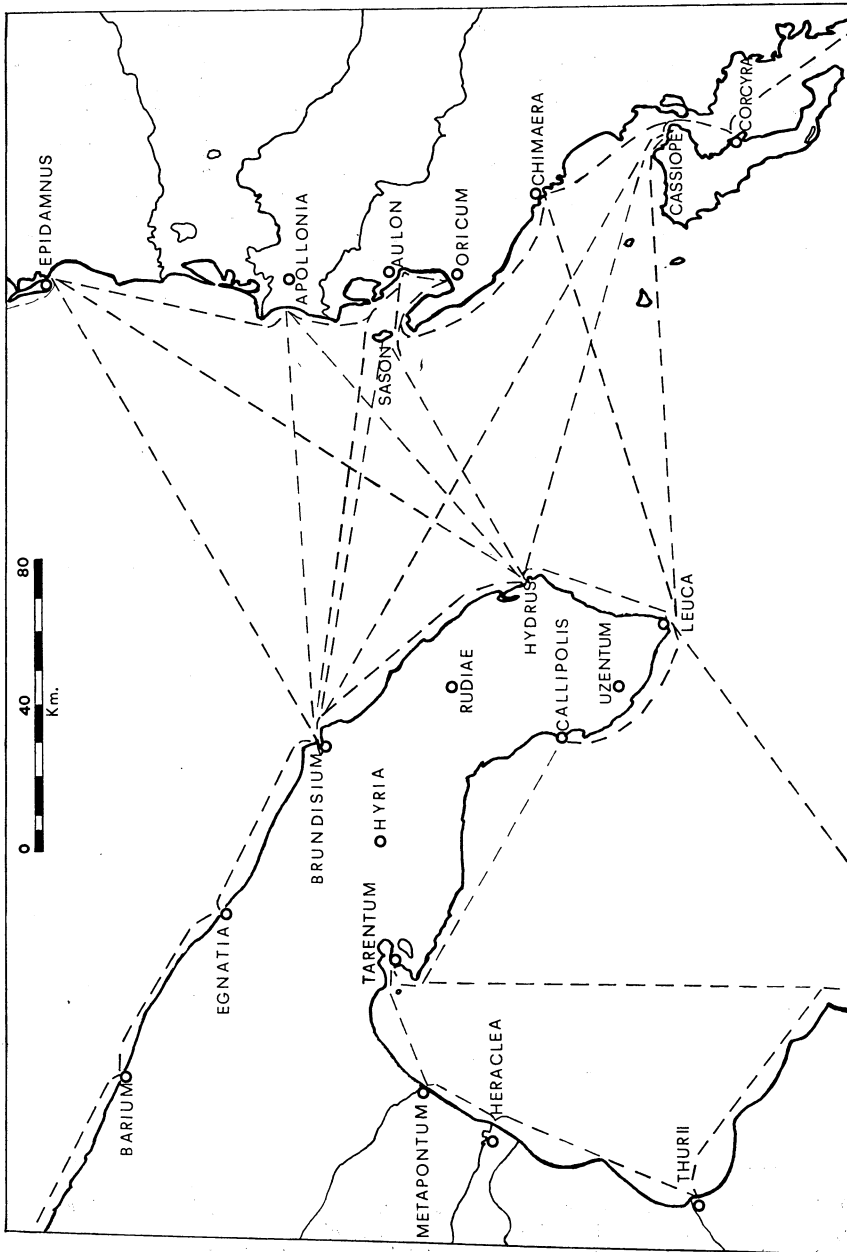 EPIDAMNUS
APOLLONIA
AULON
ORICUM
SASON
CHIMAERA
CASSIOPE
CORCYRA
0 40 80
Km.
BARIUM
EGNATIA
BRUNDISIUM
HYRIA
RUDIAE
HYDRUS
CALLIPOLIS
UZENTUM
LEUCA
TARENTUM
METAPONTUM
HERACLEA
THURII